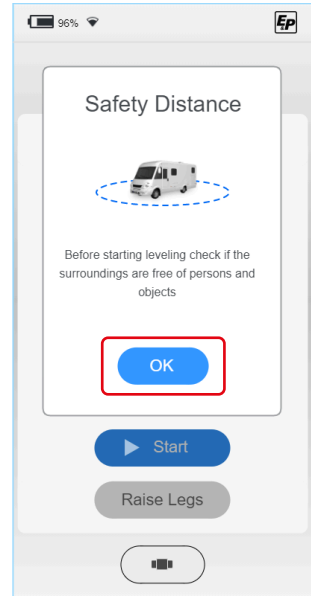 96%
E&P
Safety Distance
Before starting leveling check if the
surroundings are free of persons and
objects
OK
Start
Raise Legs